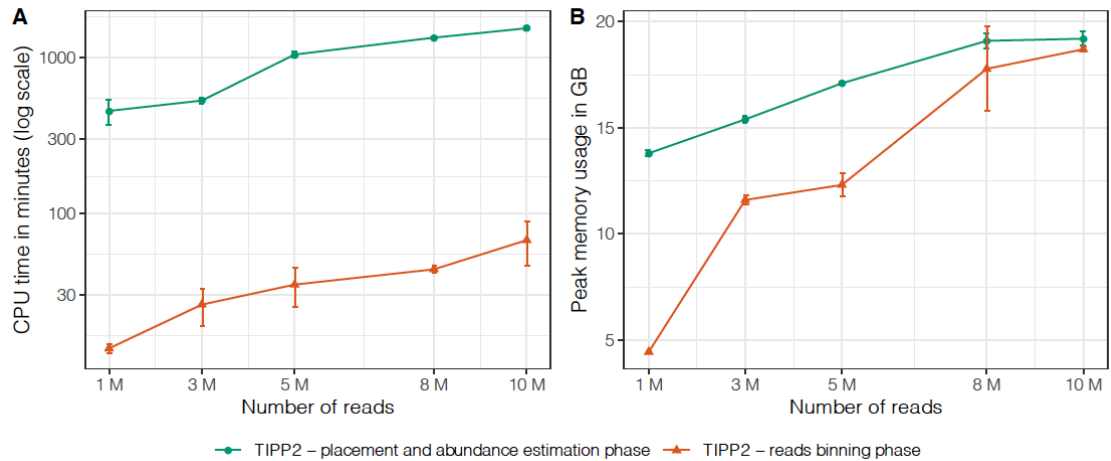 A
CPU time in minutes (log scale)
1000
300
100
30
1 M 3 M 5 M 8 M 10 M
Number of reads
B
Peak memory usage in GB
20
15
10
5
1 M 3 M 5 M 8 M 10 M
Number of reads
TIPP2 – placement and abundance estimation phase TIPP2 – reads binning phase